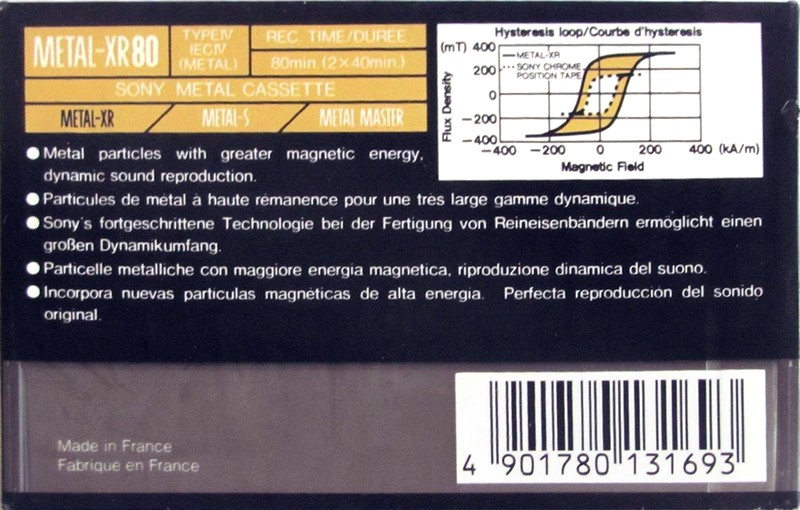 METAL-XR80
TYPE IV
IEC IV
(METAL)
REC. TIME/DUREE
80min. (2×40min.)
SONY METAL CASSETTE
METAL-XR
METAL-S
METAL MASTER
Hysteresis loop/Courbe d'hysteresis
(mT) 400
200
0
-200
-400
Flux Density
METAL-XR
SONY CHROME
POSITION TAPE
-400 -200 0 200 400 (kA/m)
Magnetic Field
● Metal particles with greater magnetic energy,
dynamic sound reproduction.
● Particules de métal à haute rémanence pour une très large gamme dynamique.
● Sony's fortgeschrittene Technologie bei der Fertigung von Reineisenbändern ermöglicht einen
großen Dynamikumfang.
● Particelle metalliche con maggiore energia magnetica, riproduzione dinamica del suono.
● Incorpora nuevas partículas magnéticas de alta energía. Perfecta reproducción del sonido
original.
Made in France
Fabrique en France
4 901780 131693